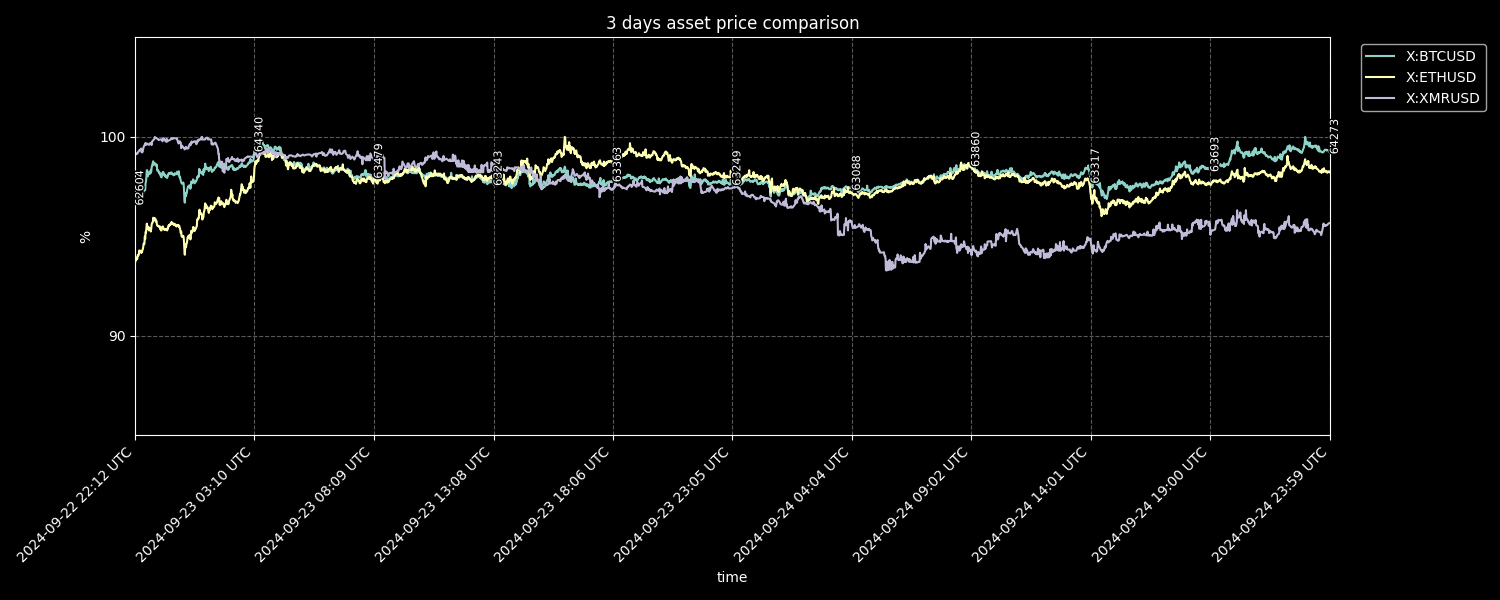 3 days asset price comparison
X:BTCUSD
X:ETHUSD
X:XMRUSD
100
90
%
62604
64340
63479
63243
63363
63249
63088
63860
63317
63693
64273
2024-09-22 22:12 UTC
2024-09-23 03:10 UTC
2024-09-23 08:09 UTC
2024-09-23 13:08 UTC
2024-09-23 18:06 UTC
2024-09-23 23:05 UTC
2024-09-24 04:04 UTC
2024-09-24 09:02 UTC
2024-09-24 14:01 UTC
2024-09-24 19:00 UTC
2024-09-24 23:59 UTC
time